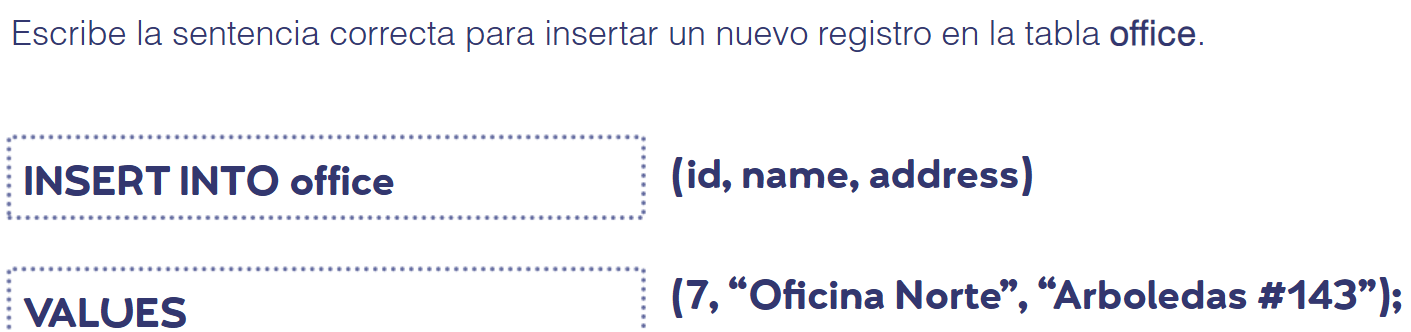 Escribe la sentencia correcta para insertar un nuevo registro en la tabla office.
INSERT INTO office (id, name, address)
VALUES (7, “Oficina Norte”, “Arboledas #143”);